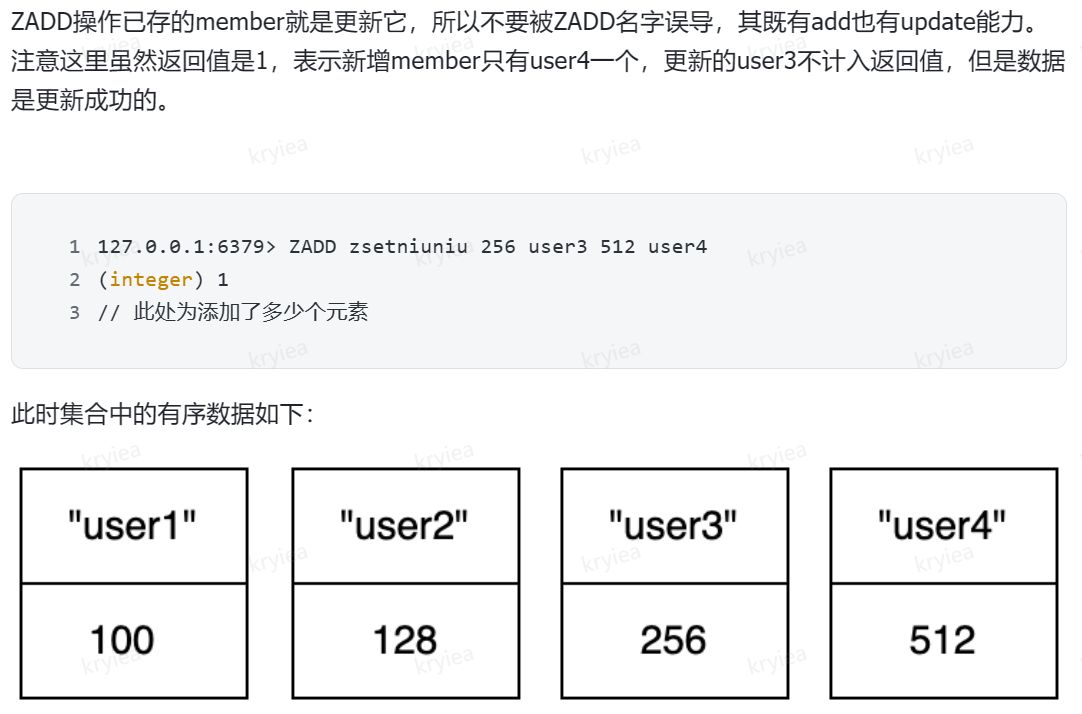 ZADD操作已存的member就是更新它，所以不要被ZADD名字误导，其既有add也有update能力。
注意这里虽然返回值是1，表示新增member只有user4一个，更新的user3不计入返回值，但是数据
是更新成功的。
1 127.0.0.1:6379> ZADD zsetniuniu 256 user3 512 user4
2 (integer) 1
3 // 此处为添加了多少个元素
此时集合中的有序数据如下：
"user1" "user2" "user3" "user4"
100 128 256 512
kryiea